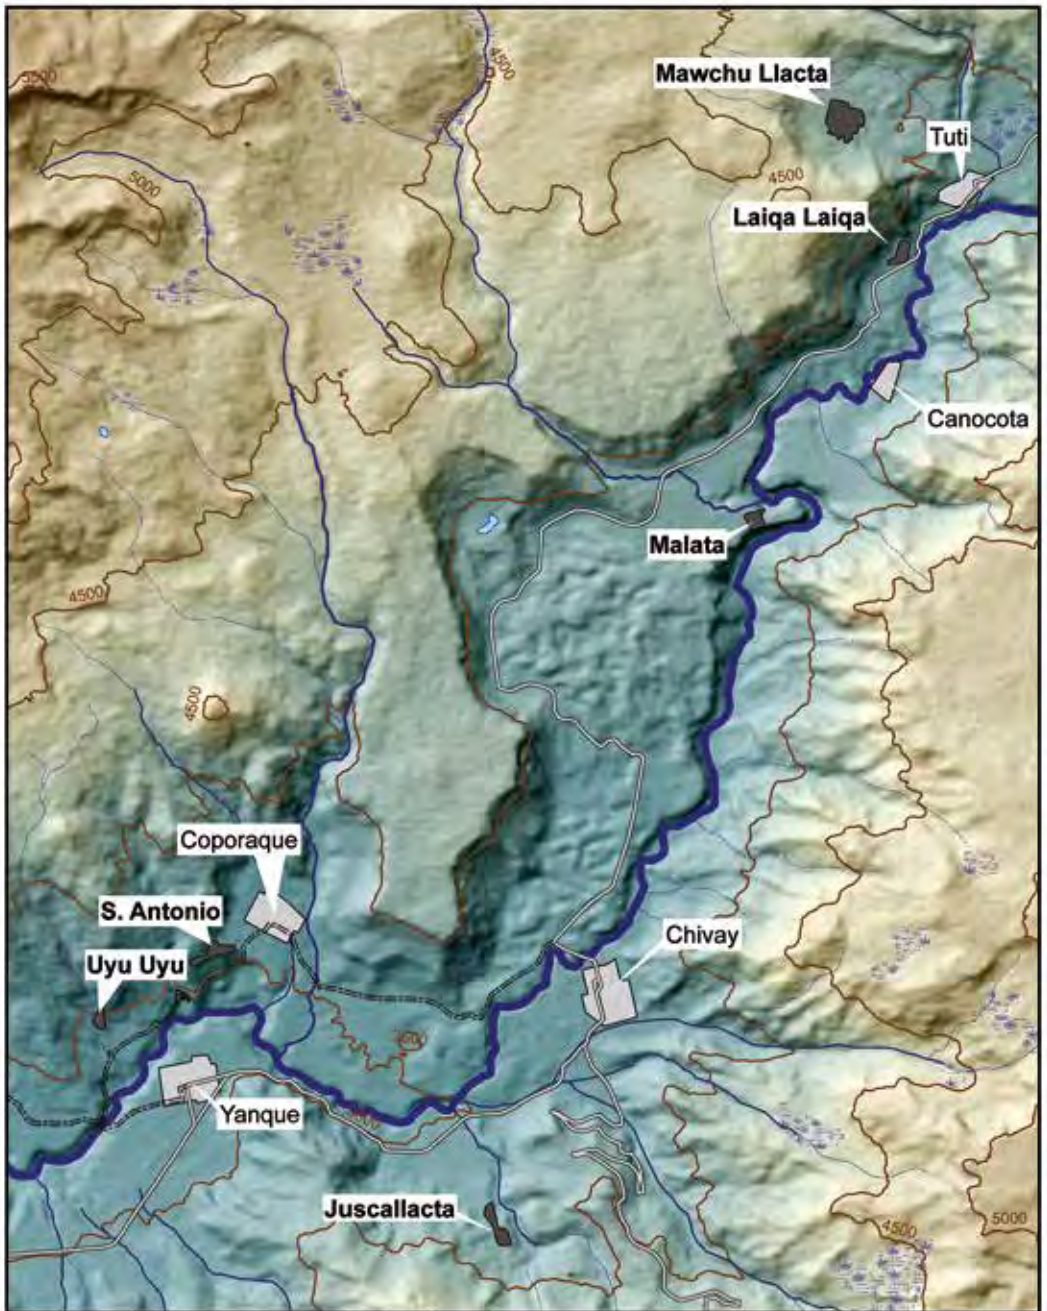 5500
4500
Mawchu Llacta
Tuti
5000
4500
Laiqa Laiqa
Canocota
Malata
4500
4500
Coporaque
S. Antonio
Chivay
Uyu Uyu
Yanque
Juscallacta
4500
5000